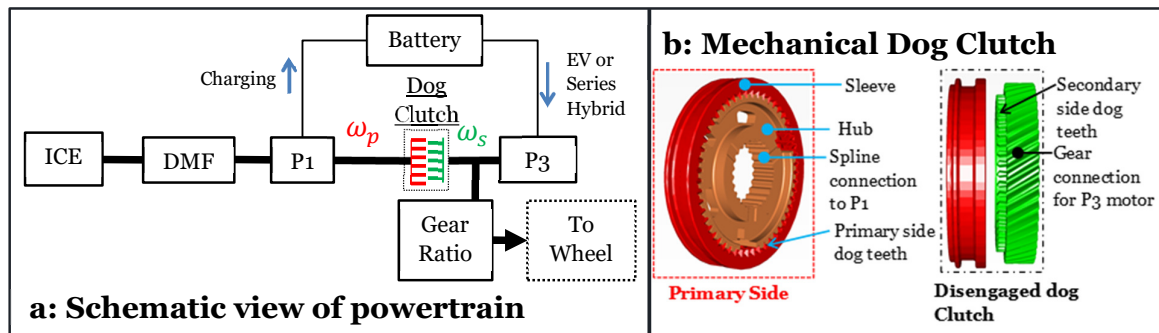 Battery
Charging
EV or
Series
Hybrid
Dog
Clutch
ωp
ωs
ICE
DMF
P1
P3
Gear
Ratio
To
Wheel
a: Schematic view of powertrain
b: Mechanical Dog Clutch
Sleeve
Hub
Spline
connection
to P1
Primary side
dog teeth
Primary Side
Secondary
side dog
teeth
Gear
connection
for P3 motor
Disengaged dog
Clutch